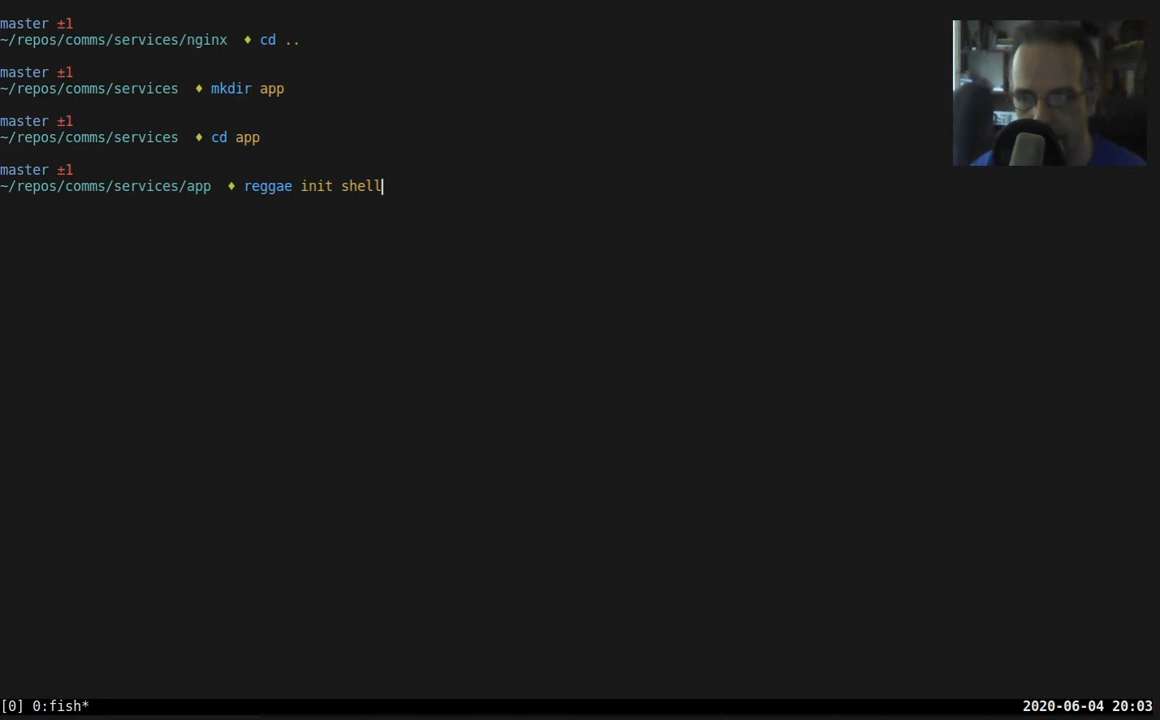 master ±1
~/repos/comms/services/nginx ♦ cd ..
master ±1
~/repos/comms/services ♦ mkdir app
master ±1
~/repos/comms/services ♦ cd app
master ±1
~/repos/comms/services/app ♦ reggae init shell
[0] 0:fish* 2020-06-04 20:03